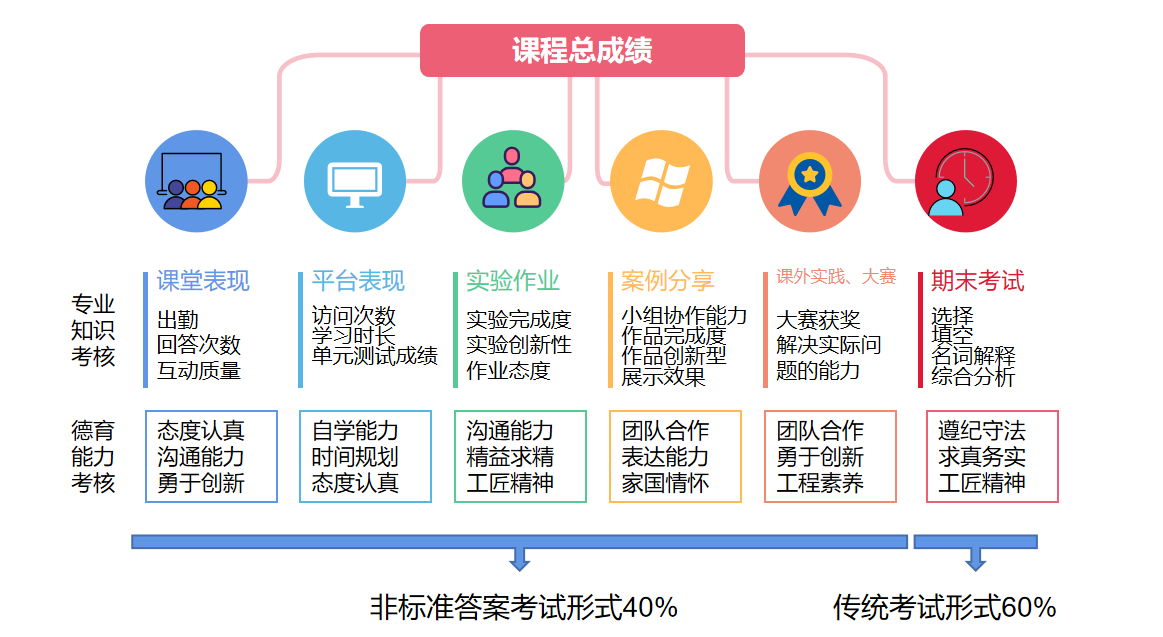 课程总成绩
专业
知识
考核
课堂表现
出勤
回答次数
互动质量
平台表现
访问次数
学习时长
单元测试成绩
实验作业
实验完成度
实验创新性
作业态度
案例分享
小组协作能力
作品完成度
作品创新型
展示效果
课外实践、大赛
大赛获奖
解决实际问
题的能力
期末考试
选择
填空
名词解释
综合分析
德育
能力
考核
态度认真
沟通能力
勇于创新
自学能力
时间规划
态度认真
沟通能力
精益求精
工匠精神
团队合作
表达能力
家国情怀
团队合作
勇于创新
工程素养
遵纪守法
求真务实
工匠精神
非标准答案考试形式40%
传统考试形式60%